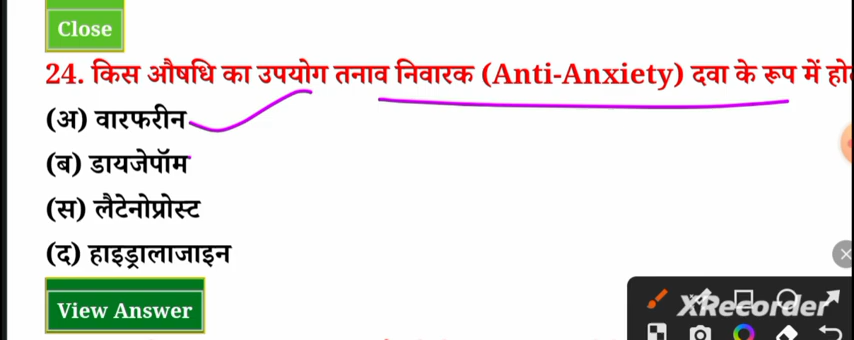 Close
24. किस औषधि का उपयोग तनाव निवारक (Anti-Anxiety) दवा के रूप में
(अ) वारफरीन
(ब) डायजेपॉम
(स) लैटेनोप्रोस्ट
(द) हाइड्रालाजाइन
View Answer
XRecorder